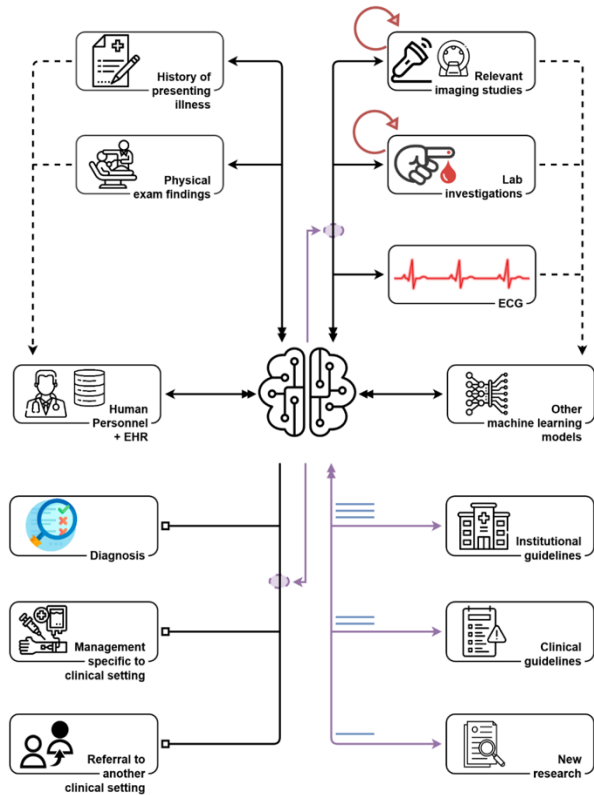 History of
presenting
illness
Relevant
imaging studies
Physical
exam findings
Lab
investigations
ECG
Human
Personnel
+ EHR
Other
machine learning
models
Diagnosis
Institutional
guidelines
Management
specific to
clinical setting
Clinical
guidelines
Referral to
another
clinical setting
New
research